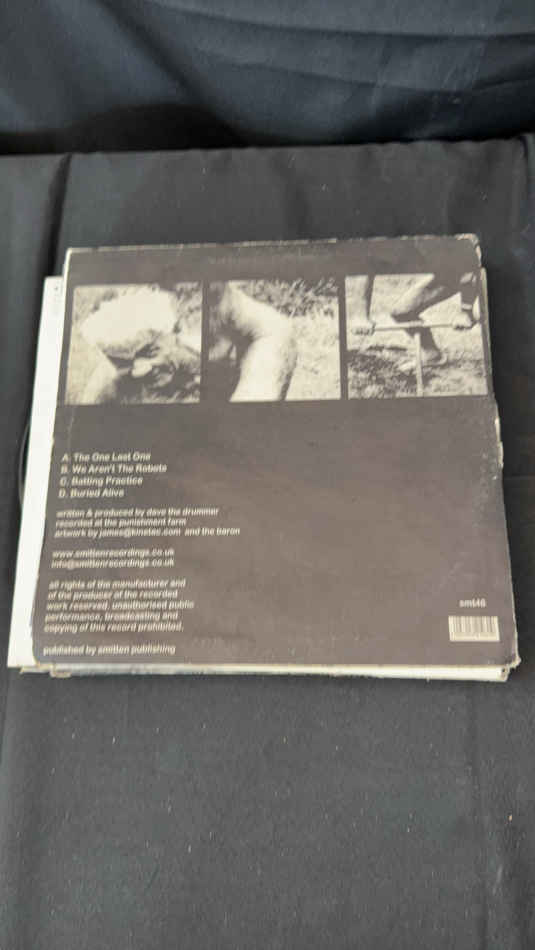 A. The One Last One
B. We Aren't The Robots
C. Batting Practice
D. Buried Alive
written & produced by dave the drummer
recorded at the punishment farm
artwork by james@kinetec.com and the baron
www.smittenrecordings.co.uk
info@smittenrecordings.co.uk
all rights of the manufacturer and
of the producer of the recorded
work reserved. unauthorised public
performance, broadcasting and
copying of this record prohibited.
published by smitten publishing
smt46